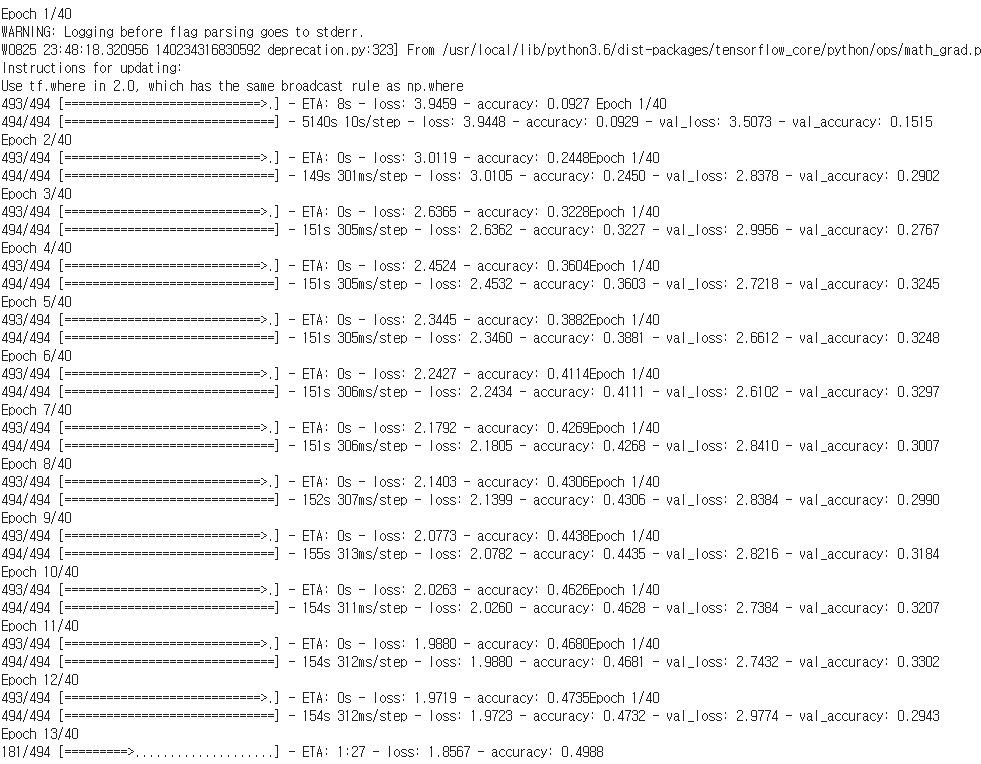 Epoch 1/40
WARNING: Logging before flag parsing goes to stderr.
W0825 23:48:18.320956 140234316830592 deprecation.py:323] From /usr/local/lib/python3.6/dist-packages/tensorflow_core/python/ops/math_grad.p
Instructions for updating:
Use tf.where in 2.0, which has the same broadcast rule as np.where
493/494 [============================>.] - ETA: 8s - loss: 3.9459 - accuracy: 0.0927 Epoch 1/40
494/494 [==============================] - 5140s 10s/step - loss: 3.9448 - accuracy: 0.0929 - val_loss: 3.5073 - val_accuracy: 0.1515
Epoch 2/40
493/494 [============================>.] - ETA: 0s - loss: 3.0119 - accuracy: 0.2448Epoch 1/40
494/494 [==============================] - 149s 301ms/step - loss: 3.0105 - accuracy: 0.2450 - val_loss: 2.8378 - val_accuracy: 0.2902
Epoch 3/40
493/494 [============================>.] - ETA: 0s - loss: 2.6365 - accuracy: 0.3228Epoch 1/40
494/494 [==============================] - 151s 305ms/step - loss: 2.6362 - accuracy: 0.3227 - val_loss: 2.9956 - val_accuracy: 0.2767
Epoch 4/40
493/494 [============================>.] - ETA: 0s - loss: 2.4524 - accuracy: 0.3604Epoch 1/40
494/494 [==============================] - 151s 305ms/step - loss: 2.4532 - accuracy: 0.3603 - val_loss: 2.7218 - val_accuracy: 0.3245
Epoch 5/40
493/494 [============================>.] - ETA: 0s - loss: 2.3445 - accuracy: 0.3882Epoch 1/40
494/494 [==============================] - 151s 305ms/step - loss: 2.3460 - accuracy: 0.3881 - val_loss: 2.6612 - val_accuracy: 0.3248
Epoch 6/40
493/494 [============================>.] - ETA: 0s - loss: 2.2427 - accuracy: 0.4114Epoch 1/40
494/494 [==============================] - 151s 306ms/step - loss: 2.2434 - accuracy: 0.4111 - val_loss: 2.6102 - val_accuracy: 0.3297
Epoch 7/40
493/494 [============================>.] - ETA: 0s - loss: 2.1792 - accuracy: 0.4269Epoch 1/40
494/494 [==============================] - 151s 306ms/step - loss: 2.1805 - accuracy: 0.4268 - val_loss: 2.8410 - val_accuracy: 0.3007
Epoch 8/40
493/494 [============================>.] - ETA: 0s - loss: 2.1403 - accuracy: 0.4306Epoch 1/40
494/494 [==============================] - 152s 307ms/step - loss: 2.1399 - accuracy: 0.4306 - val_loss: 2.8384 - val_accuracy: 0.2990
Epoch 9/40
493/494 [============================>.] - ETA: 0s - loss: 2.0773 - accuracy: 0.4438Epoch 1/40
494/494 [==============================] - 155s 313ms/step - loss: 2.0782 - accuracy: 0.4435 - val_loss: 2.8216 - val_accuracy: 0.3184
Epoch 10/40
493/494 [============================>.] - ETA: 0s - loss: 2.0263 - accuracy: 0.4626Epoch 1/40
494/494 [==============================] - 154s 311ms/step - loss: 2.0260 - accuracy: 0.4628 - val_loss: 2.7384 - val_accuracy: 0.3207
Epoch 11/40
493/494 [============================>.] - ETA: 0s - loss: 1.9880 - accuracy: 0.4680Epoch 1/40
494/494 [==============================] - 154s 312ms/step - loss: 1.9880 - accuracy: 0.4681 - val_loss: 2.7432 - val_accuracy: 0.3302
Epoch 12/40
493/494 [============================>.] - ETA: 0s - loss: 1.9719 - accuracy: 0.4735Epoch 1/40
494/494 [==============================] - 154s 312ms/step - loss: 1.9723 - accuracy: 0.4732 - val_loss: 2.9774 - val_accuracy: 0.2943
Epoch 13/40
181/494 [=========>....................] - ETA: 1:27 - loss: 1.8567 - accuracy: 0.4988